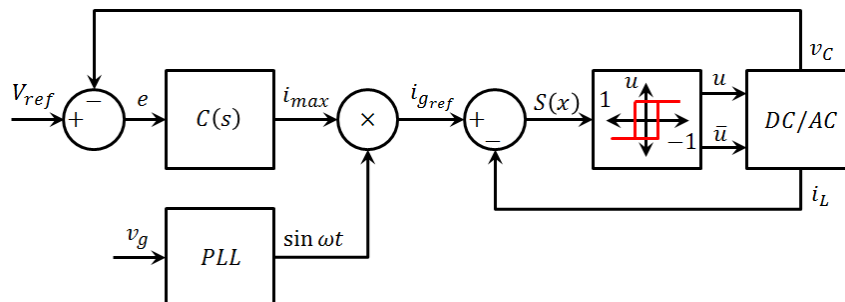 v_C
V_ref
−
+
e
C(s)
i_max
×
i_g_ref
+
−
S(x)
u
1
−1
u
ū
DC/AC
i_L
v_g
PLL
sin ωt